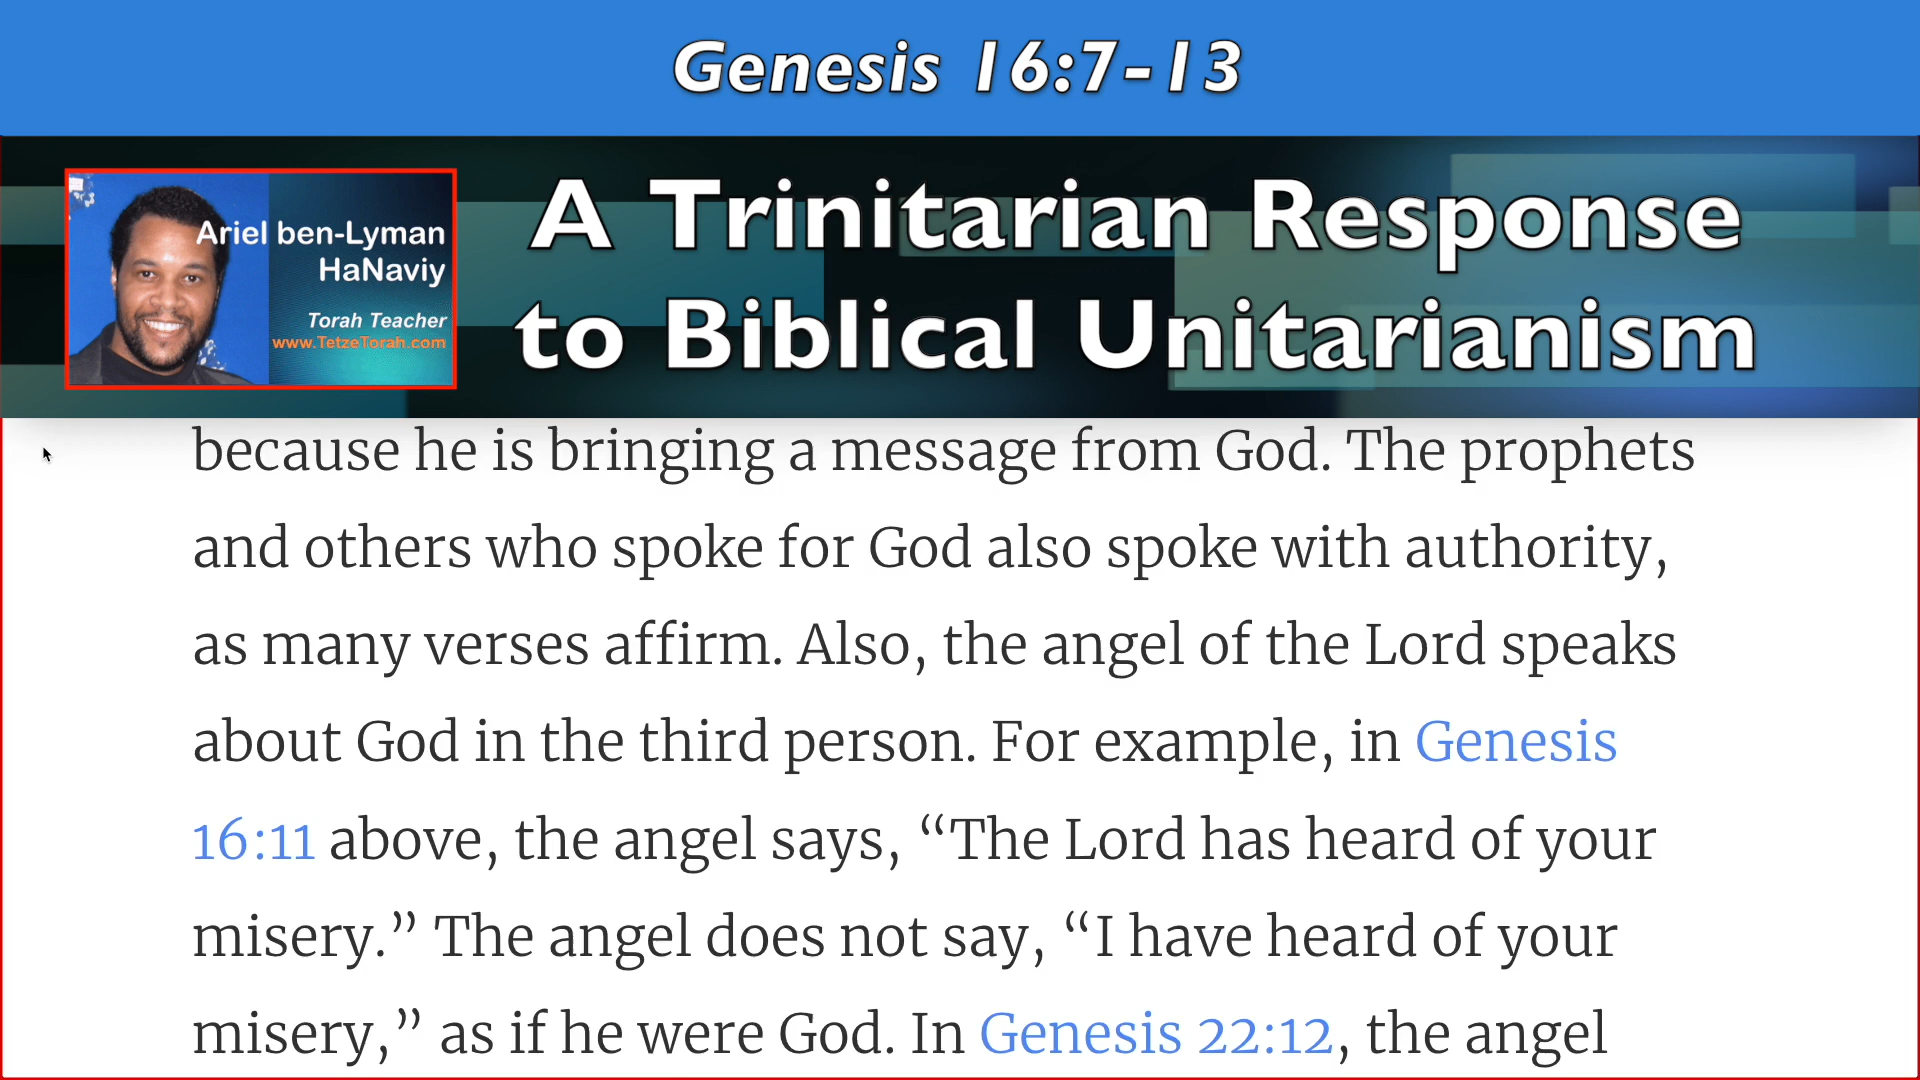 Genesis 16:7-13
Ariel ben-Lyman
HaNaviy
Torah Teacher
www.TetzeTorah.com
A Trinitarian Response
to Biblical Unitarianism
because he is bringing a message from God. The prophets
and others who spoke for God also spoke with authority,
as many verses affirm. Also, the angel of the Lord speaks
about God in the third person. For example, in Genesis
16:11 above, the angel says, “The Lord has heard of your
misery.” The angel does not say, “I have heard of your
misery,” as if he were God. In Genesis 22:12, the angel